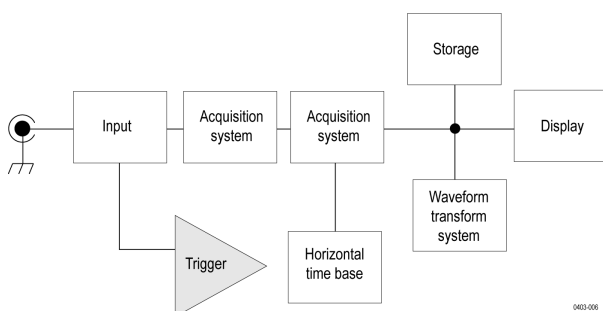 Storage
Input
Acquisition
system
Acquisition
system
Display
Waveform
transform
system
Trigger
Horizontal
time base
0403-006